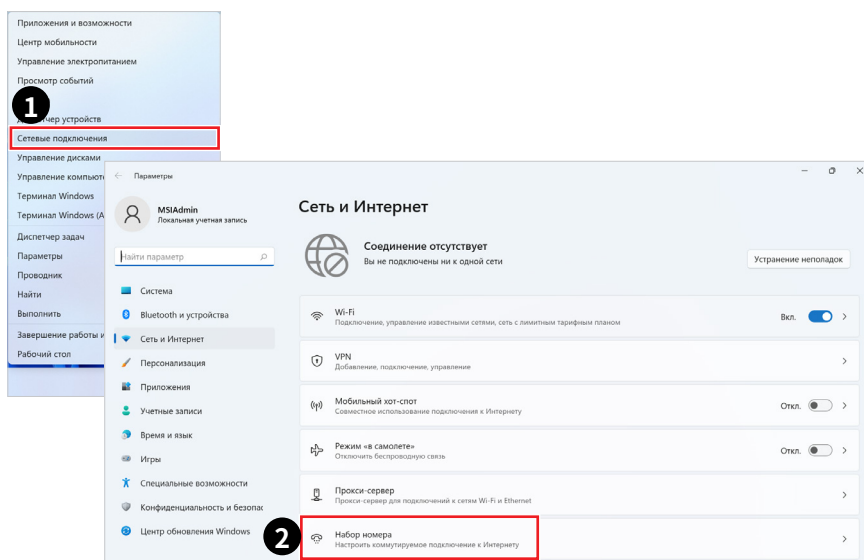 Приложения и возможности
Центр мобильности
Управление электропитанием
Просмотр событий
1
тчер устройств
Сетевые подключения
Управление дисками
Управление компьюте
Терминал Windows
Терминал Windows (А
Диспетчер задач
Параметры
Проводник
Найти
Выполнить
Завершение работы и
Рабочий стол
Параметры
MSIAdmin
Локальная учетная запись
Найти параметр
Система
Bluetooth и устройства
Сеть и Интернет
Персонализация
Приложения
Учетные записи
Время и язык
Игры
Специальные возможности
Конфиденциальность и безопас
Центр обновления Windows
Сеть и Интернет
Соединение отсутствует
Вы не подключены ни к одной сети
Устранение неполадок
Wi-Fi
Подключение, управление известными сетями, сеть с лимитным тарифным планом
Вкл.
VPN
Добавление, подключение, управление
Мобильный хот-спот
Совместное использование подключения к Интернету
Откл.
Режим «в самолете»
Отключить беспроводную связь
Откл.
Прокси-сервер
Прокси-сервер для подключений к сетям Wi-Fi и Ethernet
2
Набор номера
Настроить коммутируемое подключение к Интернету